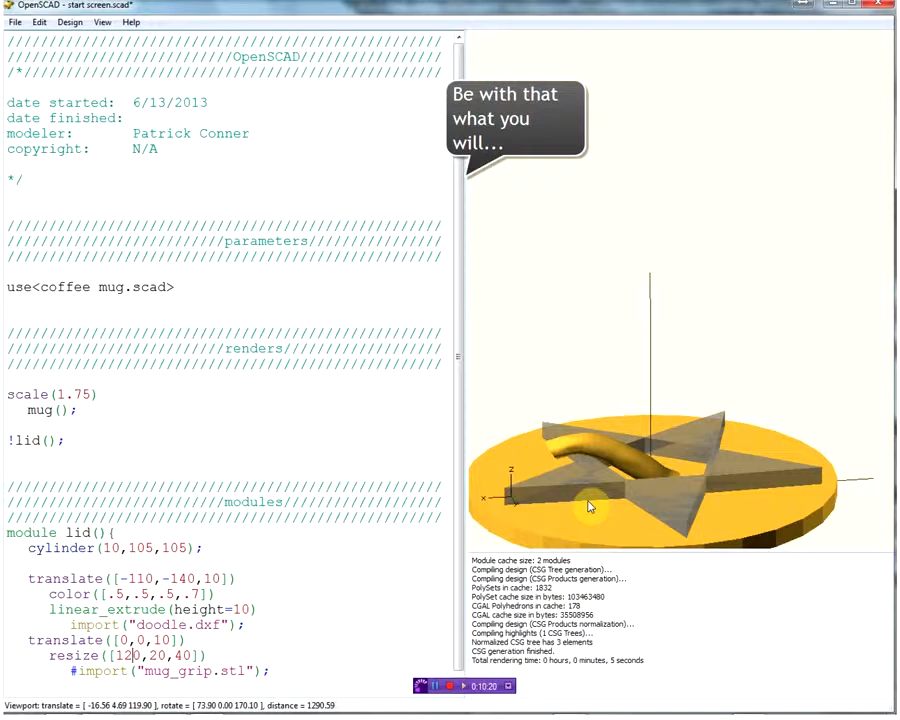 OpenSCAD - start screen.scad*
File Edit Design View Help
////////////////////////////////////////////////////
///////////////////////////OpenSCAD/////////////////
/*//////////////////////////////////////////////////
date started: 6/13/2013
date finished:
modeler: Patrick Conner
copyright: N/A
*/
////////////////////////////////////////////////////
//////////////////////////parameters////////////////
////////////////////////////////////////////////////
use<coffee mug.scad>
////////////////////////////////////////////////////
//////////////////////////renders///////////////////
////////////////////////////////////////////////////
scale(1.75)
mug();
!lid();
////////////////////////////////////////////////////
//////////////////////////modules///////////////////
////////////////////////////////////////////////////
module lid(){
cylinder(10,105,105);
translate([-110,-140,10])
color([.5,.5,.5,.7])
linear_extrude(height=10)
import("doodle.dxf");
translate([0,0,10])
resize([120,20,40])
#import("mug_grip.stl");
Be with that
what you
will...
z
x
Module cache size: 2 modules
Compiling design (CSG Tree generation)...
Compiling design (CSG Products generation)...
PolySets in cache: 1832
PolySet cache size in bytes: 103463480
CGAL Polyhedrons in cache: 178
CGAL cache size in bytes: 35508956
Compiling design (CSG Products normalization)...
Compiling highlights (1 CSG Trees)...
Normalized CSG tree has 3 elements
CSG generation finished.
Total rendering time: 0 hours, 0 minutes, 5 seconds
0:10:20
Viewport: translate = [ -16.56 4.69 119.90 ], rotate = [ 73.90 0.00 170.10 ], distance = 1290.59